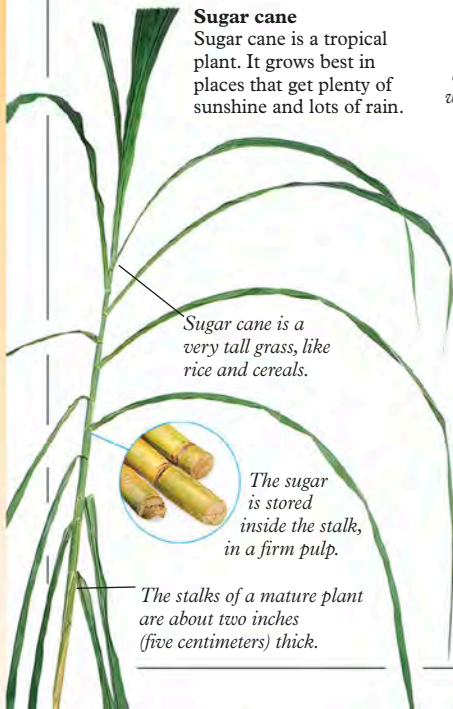 Sugar cane
Sugar cane is a tropical
plant. It grows best in
places that get plenty of
sunshine and lots of rain.
Sugar cane is a
very tall grass, like
rice and cereals.
The sugar
is stored
inside the stalk,
in a firm pulp.
The stalks of a mature plant
are about two inches
(five centimeters) thick.